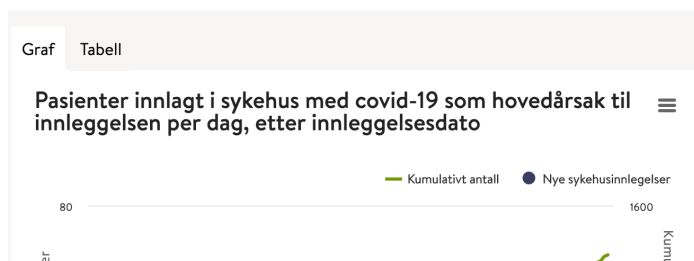 Graf Tabell
Pasienter innlagt i sykehus med covid-19 som hovedårsak til
innleggelsen per dag, etter innleggelsesdato
Kumulativt antall Nye sykehusinnlegelser
80 1600